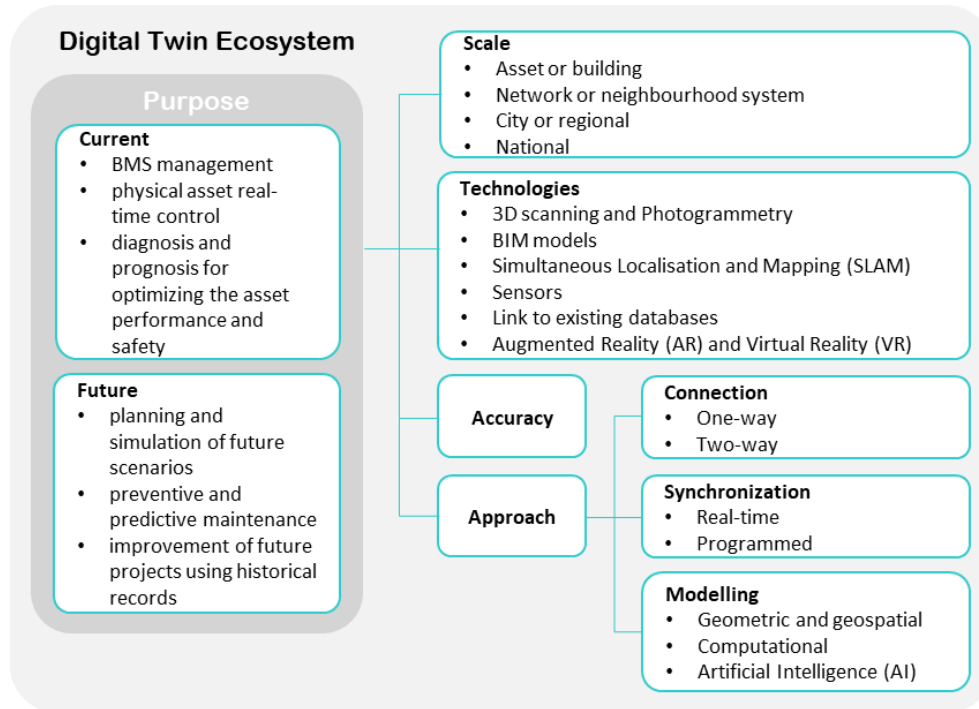 Digital Twin Ecosystem
Purpose
Current
• BMS management
• physical asset real-
time control
• diagnosis and
prognosis for
optimizing the asset
performance and
safety
Future
• planning and
simulation of future
scenarios
• preventive and
predictive maintenance
• improvement of future
projects using historical
records
Scale
• Asset or building
• Network or neighbourhood system
• City or regional
• National
Technologies
• 3D scanning and Photogrammetry
• BIM models
• Simultaneous Localisation and Mapping (SLAM)
• Sensors
• Link to existing databases
• Augmented Reality (AR) and Virtual Reality (VR)
Accuracy
Approach
Connection
• One-way
• Two-way
Synchronization
• Real-time
• Programmed
Modelling
• Geometric and geospatial
• Computational
• Artificial Intelligence (AI)